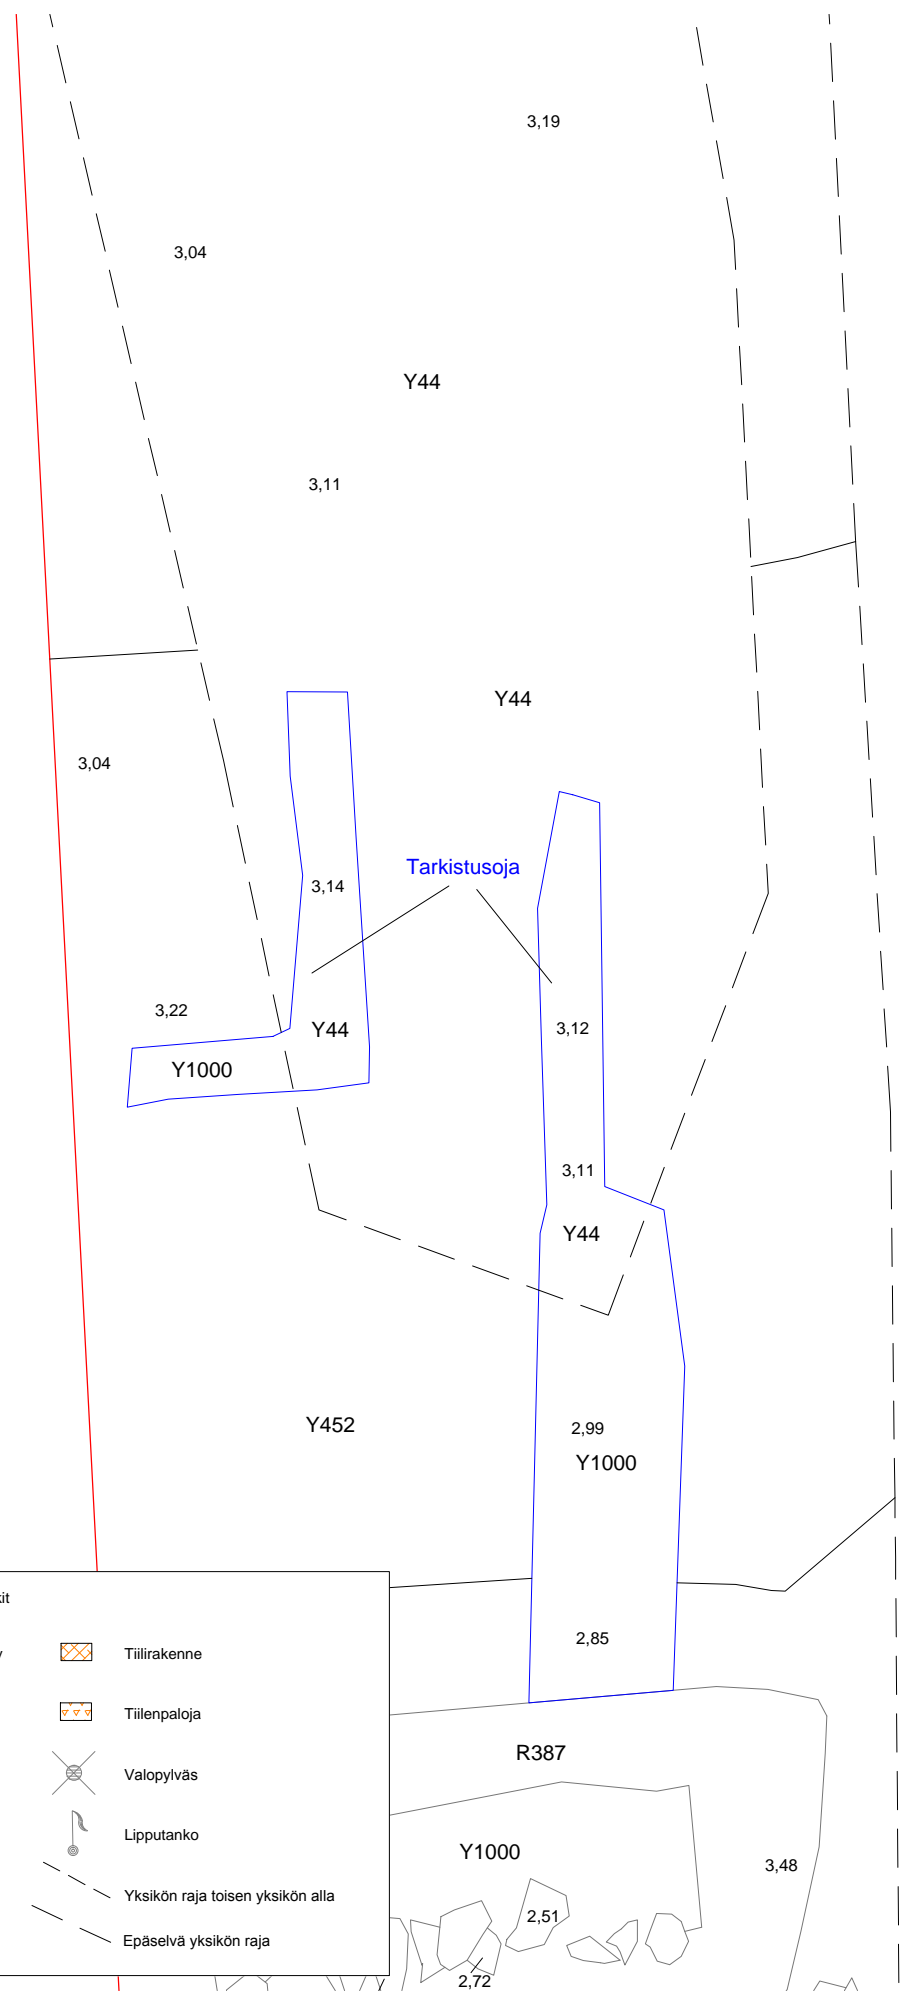 3,19
3,04
Y44
3,11
Y44
3,04
Tarkistusoja
3,14
3,22
Y44
3,12
Y1000
3,11
Y44
Y452
2,99
Y1000
2,85
Tiilirakenne
Tiilenpaloja
R387
Valopylväs
Lipputanko
Y1000
3,48
Yksikön raja toisen yksikön alla
2,51
Epäselvä yksikön raja
2,72